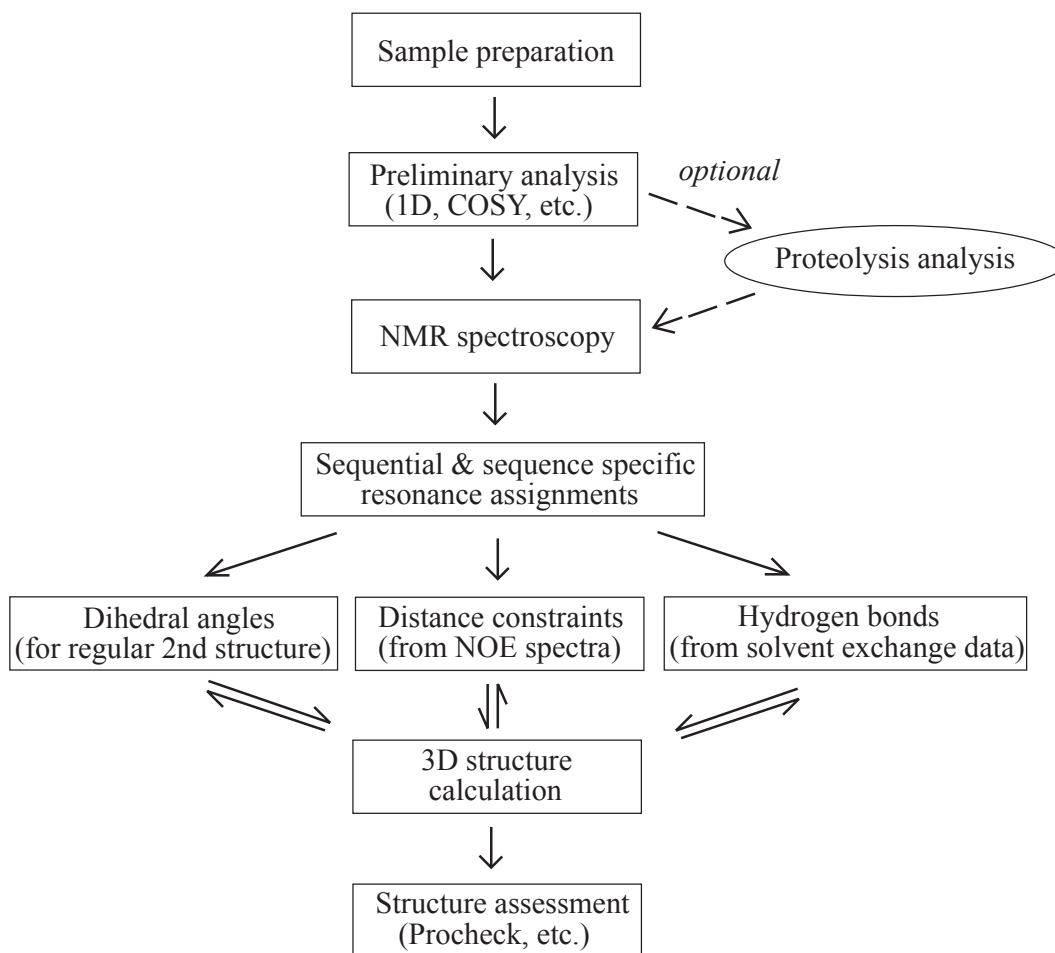 Sample preparation
Preliminary analysis
(1D, COSY, etc.)
optional
Proteolysis analysis
NMR spectroscopy
Sequential & sequence specific
resonance assignments
Dihedral angles
(for regular 2nd structure)
Distance constraints
(from NOE spectra)
Hydrogen bonds
(from solvent exchange data)
3D structure
calculation
Structure assessment
(Procheck, etc.)